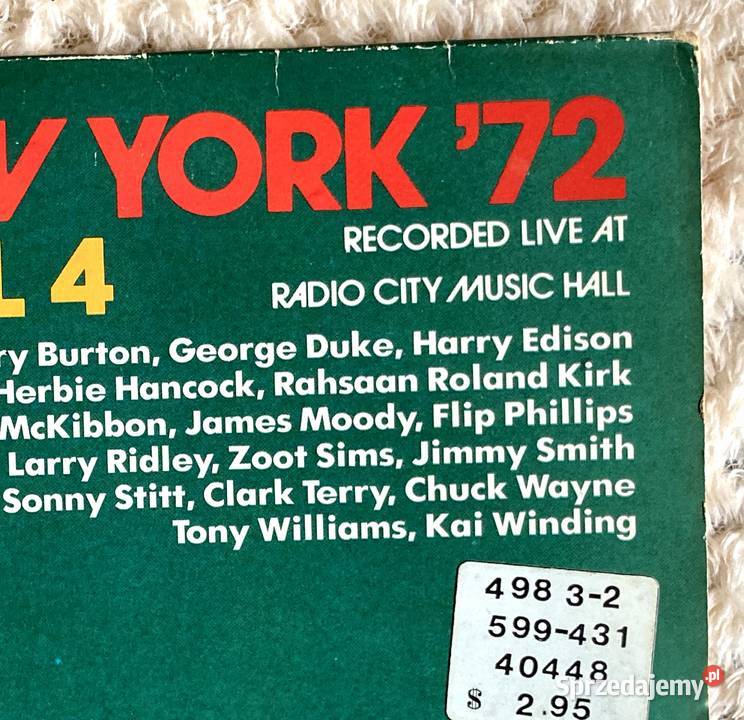 W YORK '72
L 4
RECORDED LIVE AT
RADIO CITY MUSIC HALL
ry Burton, George Duke, Harry Edison
Herbie Hancock, Rahsaan Roland Kirk
McKibbon, James Moody, Flip Phillips
Larry Ridley, Zoot Sims, Jimmy Smith
Sonny Stitt, Clark Terry, Chuck Wayne
Tony Williams, Kai Winding
498 3-2
599-431
40448
$ 2.95
Sprzedajemy.pl